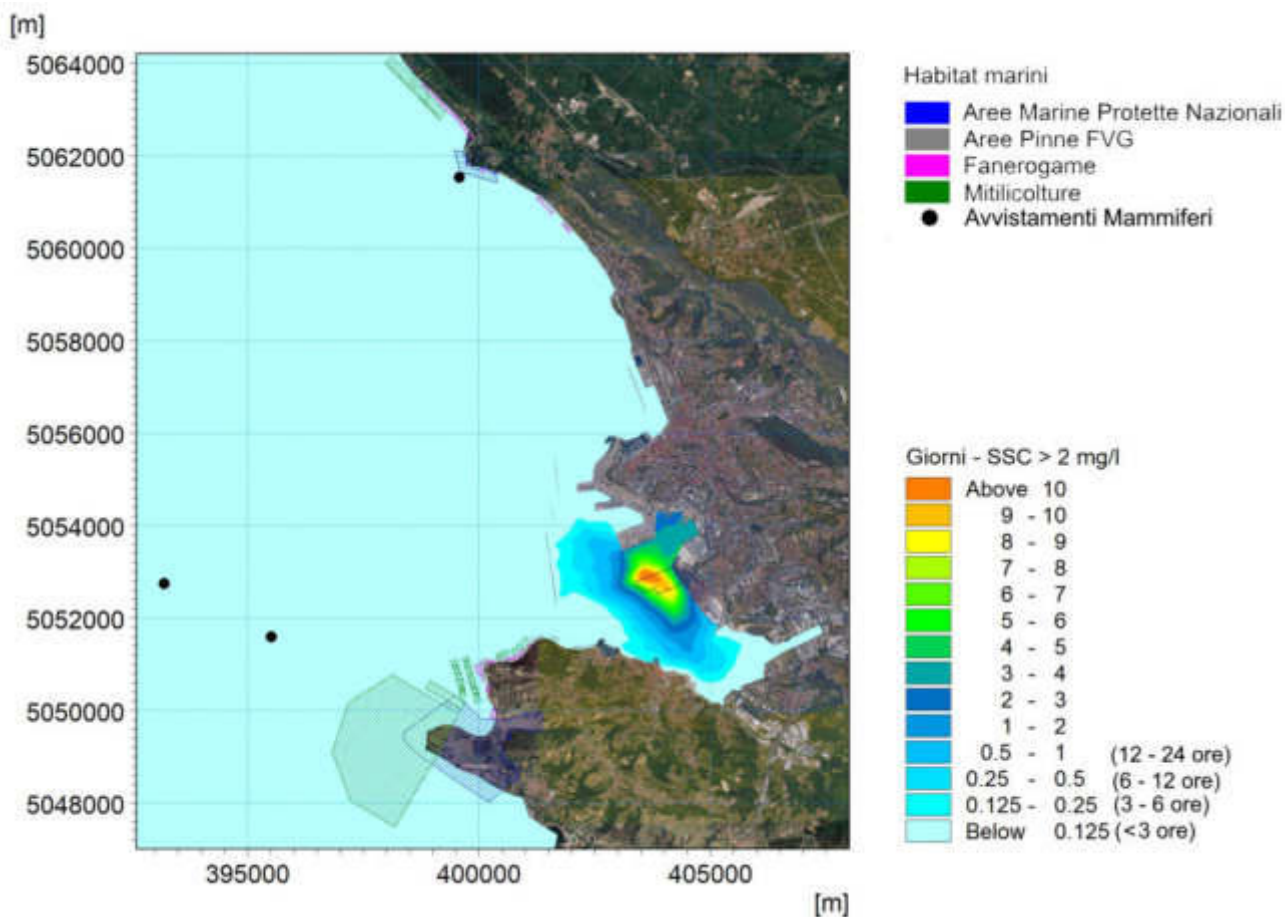 [m]
5064000
5062000
5060000
5058000
5056000
5054000
5052000
5050000
5048000
395000
400000
405000
[m]
Habitat marini
Aree Marine Protette Nazionali
Aree Pinne FVG
Fanerogame
Mitilicolture
Avvistamenti Mammiferi
Giorni - SSC > 2 mg/l
Above 10
9 - 10
8 - 9
7 - 8
6 - 7
5 - 6
4 - 5
3 - 4
2 - 3
1 - 2
0.5 - 1 (12 - 24 ore)
0.25 - 0.5 (6 - 12 ore)
0.125 - 0.25 (3 - 6 ore)
Below 0.125 (<3 ore)